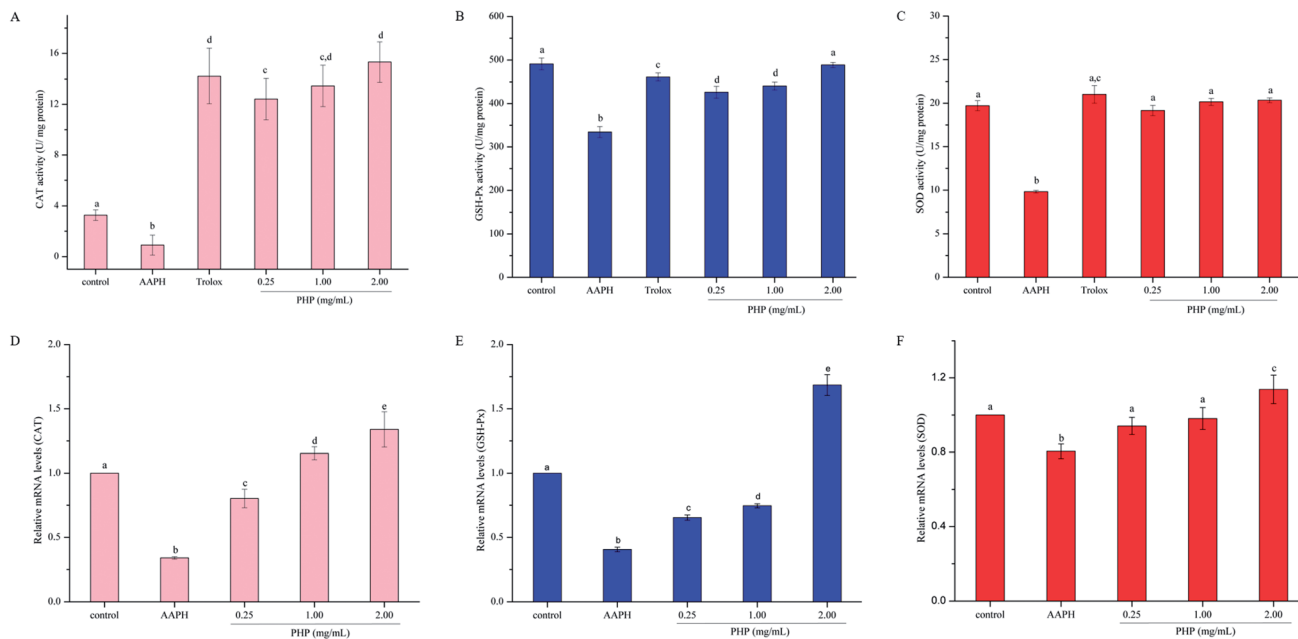 A
CAT activity (U/ mg protein)
16
12
8
4
0
a
b
d
c
c,d
d
control
AAPH
Trolox
0.25
1.00
2.00
PHP (mg/mL)
B
GSH-Px activity (U/mg protein)
600
500
400
300
200
100
0
a
b
c
d
d
a
control
AAPH
Trolox
0.25
1.00
2.00
PHP (mg/mL)
C
SOD activity (U/mg protein)
30
25
20
15
10
5
0
a
b
a,c
a
a
a
control
AAPH
Trolox
0.25
1.00
2.00
PHP (mg/mL)
D
Relative mRNA levels (CAT)
2.0
1.5
1.0
0.5
0.0
a
b
c
d
e
control
AAPH
0.25
1.00
2.00
PHP (mg/mL)
E
Relative mRNA levels (GSH-Px)
2.0
1.5
1.0
0.5
0.0
a
b
c
d
e
control
AAPH
0.25
1.00
2.00
PHP (mg/mL)
F
Relative mRNA levels (SOD)
1.2
0.8
0.4
0.0
a
b
a
a
c
control
AAPH
0.25
1.00
2.00
PHP (mg/mL)